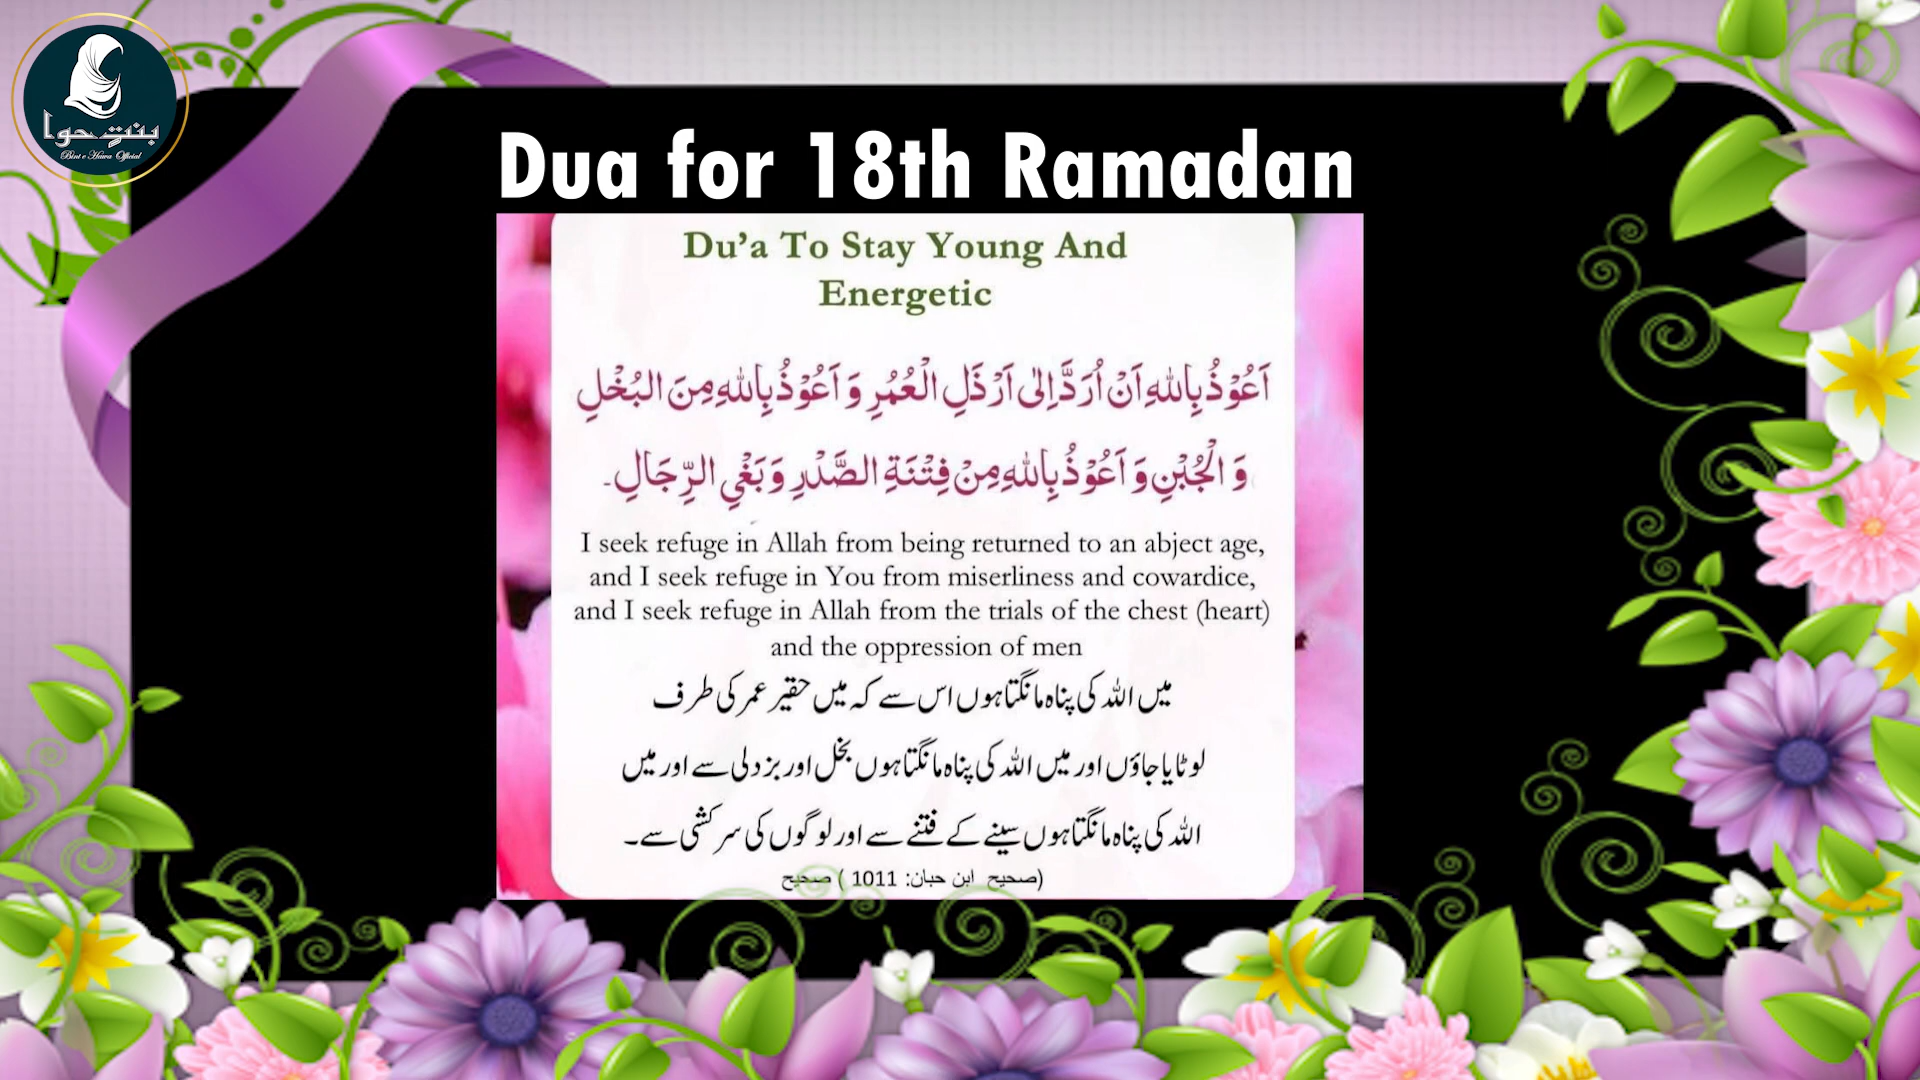 بنتِ حوا
Bint e Hawa Official
Dua for 18th Ramadan
Du'a To Stay Young And
Energetic
اَعُوْذُ بِاللّٰهِ اَنْ اُرَدَّ اِلٰى اَرْذَلِ الْعُمُرِ وَ اَعُوْذُ بِاللّٰهِ مِنَ الْبُخْلِ
وَ الْجُبْنِ وَ اَعُوْذُ بِاللّٰهِ مِنْ فِتْنَةِ الصَّدْرِ وَ بَغْيِ الرِّجَالِ۔
I seek refuge in Allah from being returned to an abject age,
and I seek refuge in You from miserliness and cowardice,
and I seek refuge in Allah from the trials of the chest (heart)
and the oppression of men
میں اللہ کی پناہ مانگتا ہوں اس سے کہ میں حقیر عمر کی طرف
لوٹایا جاؤں اور میں اللہ کی پناہ مانگتا ہوں بخل اور بزدلی سے اور میں
اللہ کی پناہ مانگتا ہوں سینے کے فتنے سے اور لوگوں کی سرکشی سے۔
(صحیح ابن حبان: 1011 ) صحیح